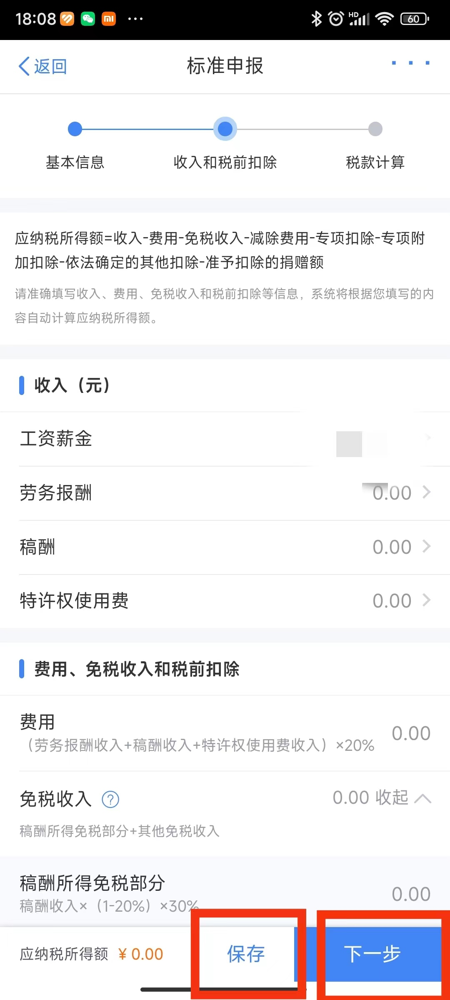 18:08
HD
60
返回
标准申报
基本信息
收入和税前扣除
税款计算
应纳税所得额=收入-费用-免税收入-减除费用-专项扣除-专项附
加扣除-依法确定的其他扣除-准予扣除的捐赠额
请准确填写收入、费用、免税收入和税前扣除等信息，系统将根据您填写的内
容自动计算应纳税所得额。
收入（元）
工资薪金
劳务报酬 0.00
稿酬 0.00
特许权使用费 0.00
费用、免税收入和税前扣除
费用
0.00
（劳务报酬收入+稿酬收入+特许权使用费收入）×20%
免税收入 ? 0.00 收起
稿酬所得免税部分+其他免税收入
稿酬所得免税部分
0.00
稿酬收入×（1-20%）×30%
应纳税所得额 ¥ 0.00 保存 下一步